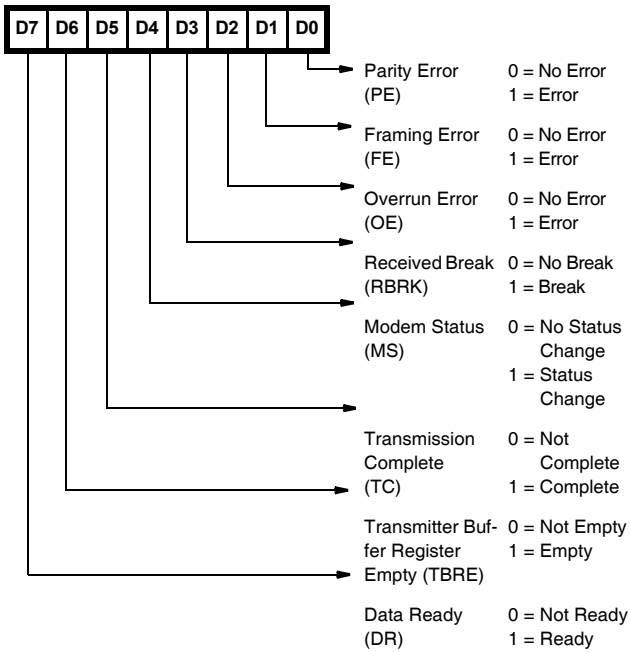 D7 D6 D5 D4 D3 D2 D1 D0
Parity Error 0 = No Error
(PE) 1 = Error
Framing Error 0 = No Error
(FE) 1 = Error
Overrun Error 0 = No Error
(OE) 1 = Error
Received Break 0 = No Break
(RBRK) 1 = Break
Modem Status 0 = No Status
(MS) Change
1 = Status
Change
Transmission 0 = Not
Complete Complete
(TC) 1 = Complete
Transmitter Buf- 0 = Not Empty
fer Register 1 = Empty
Empty (TBRE)
Data Ready 0 = Not Ready
(DR) 1 = Ready